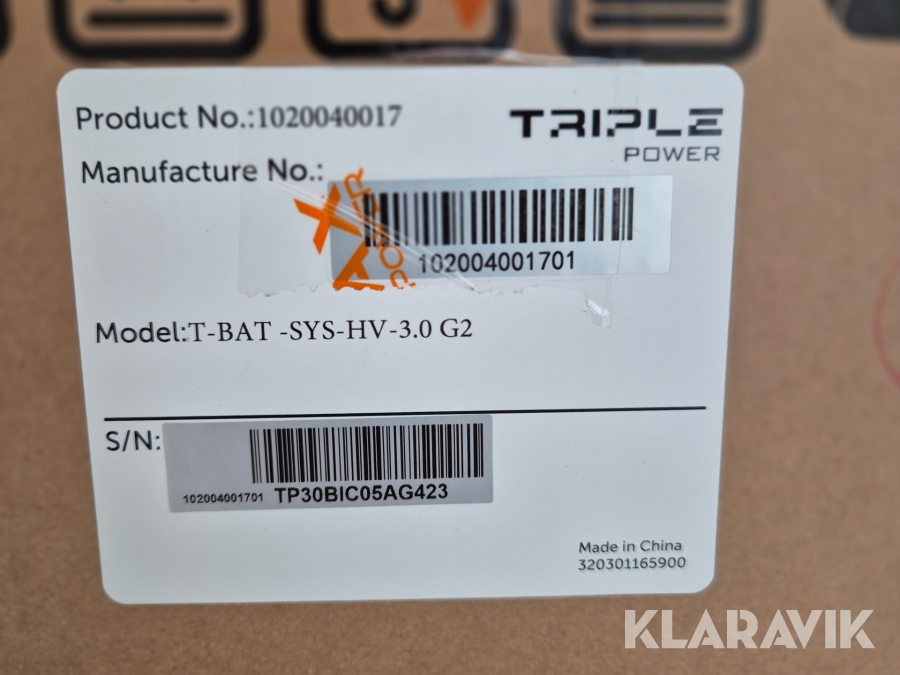 Product No.:1020040017
TRIPLE
POWER
Manufacture No.:
102004001701
Model:T-BAT -SYS-HV-3.0 G2
S/N:
102004001701 TP30BIC05AG423
Made in China
320301165900
KLARAVIK